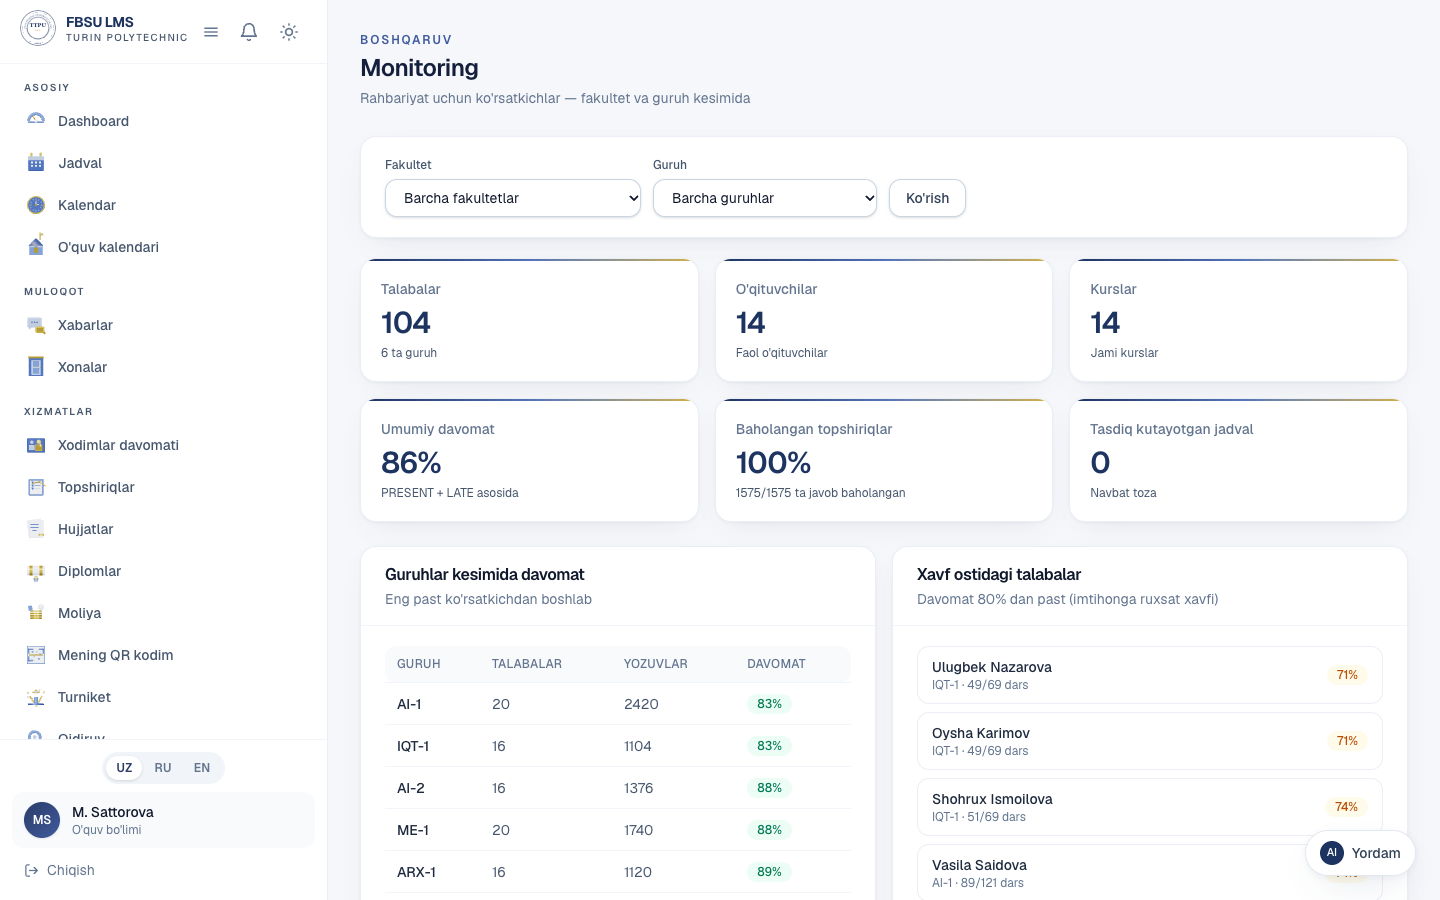 TTPU
FBSU LMS
TURIN POLYTECHNIC
ASOSIY
Dashboard
Jadval
Kalendar
O'quv kalendari
MULOQOT
Xabarlar
Xonalar
XIZMATLAR
Xodimlar davomati
Topshiriqlar
Hujjatlar
Diplomlar
Moliya
Mening QR kodim
Turniket
Qidiruv
UZ RU EN
MS
M. Sattorova
O'quv bo'limi
Chiqish
BOSHQARUV
Monitoring
Rahbariyat uchun ko'rsatkichlar — fakultet va guruh kesimida
Fakultet Guruh
Barcha fakultetlar Barcha guruhlar Ko'rish
Talabalar
104
6 ta guruh
O'qituvchilar
14
Faol o'qituvchilar
Kurslar
14
Jami kurslar
Umumiy davomat
86%
PRESENT + LATE asosida
Baholangan topshiriqlar
100%
1575/1575 ta javob baholangan
Tasdiq kutayotgan jadval
0
Navbat toza
Guruhlar kesimida davomat
Eng past ko'rsatkichdan boshlab
GURUH TALABALAR YOZUVLAR DAVOMAT
AI-1 20 2420 83%
IQT-1 16 1104 83%
AI-2 16 1376 88%
ME-1 20 1740 88%
ARX-1 16 1120 89%
Xavf ostidagi talabalar
Davomat 80% dan past (imtihonga ruxsat xavfi)
Ulugbek Nazarova
IQT-1 · 49/69 dars
71%
Oysha Karimov
IQT-1 · 49/69 dars
71%
Shohrux Ismoilova
IQT-1 · 51/69 dars
74%
Vasila Saidova
AI-1 · 89/121 dars
AI Yordam